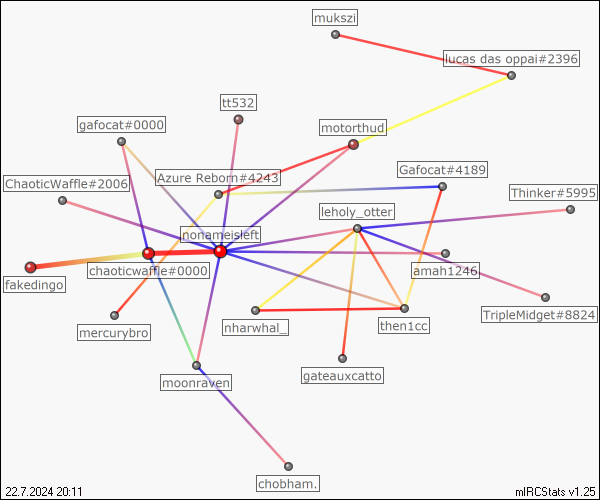 mukszi
lucas das oppai#2396
tt532
gafocat#0000
motorthud
Gafocat#4189
Azure Reborn#4243
ChaoticWaffle#2006
Thinker#5995
leholy_otter
nonameisleft
chaoticwaffle#0000
amah1246
fakedingo
TripleMidget#8824
mercurybro
nharwhal_
then1cc
gateauxcatto
moonraven
chobham.
22.7.2024 20:11
mIRCStats v1.25